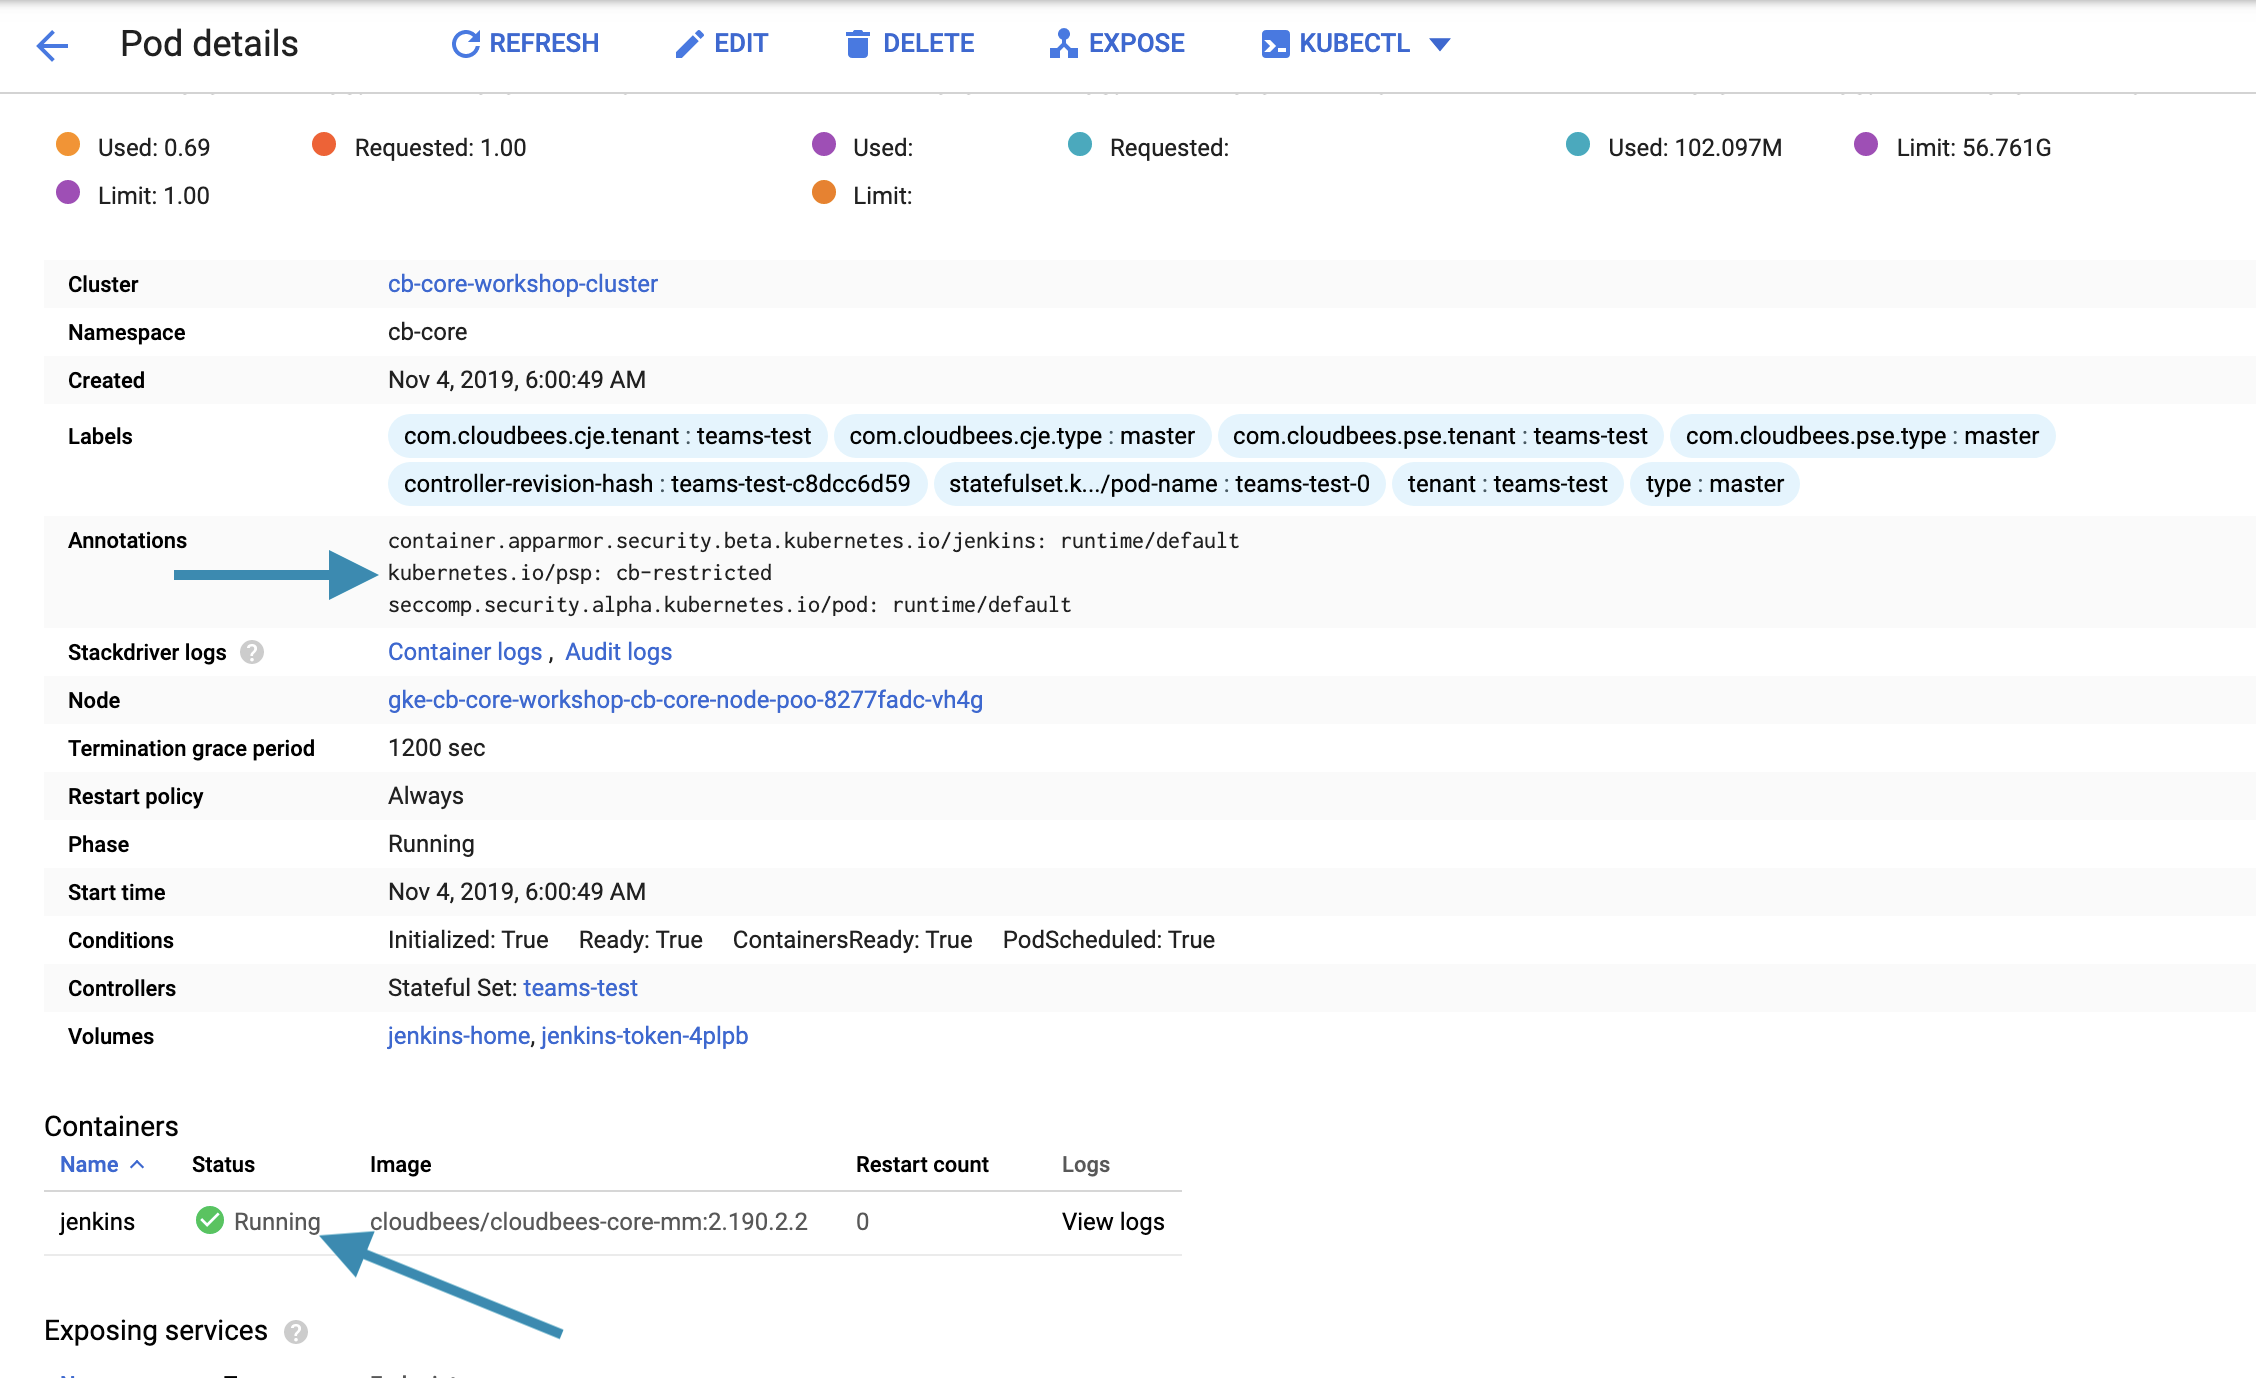 Pod details REFRESH EDIT DELETE EXPOSE KUBECTL
Used: 0.69 Requested: 1.00 Used: Requested: Used: 102.097M Limit: 56.761G
Limit: 1.00 Limit:
Cluster cb-core-workshop-cluster
Namespace cb-core
Created Nov 4, 2019, 6:00:49 AM
Labels com.cloudbees.cje.tenant : teams-test com.cloudbees.cje.type : master com.cloudbees.pse.tenant : teams-test com.cloudbees.pse.type : master
controller-revision-hash : teams-test-c8dcc6d59 statefulset.k.../pod-name : teams-test-0 tenant : teams-test type : master
Annotations container.apparmor.security.beta.kubernetes.io/jenkins: runtime/default
kubernetes.io/psp: cb-restricted
seccomp.security.alpha.kubernetes.io/pod: runtime/default
Stackdriver logs ? Container logs , Audit logs
Node gke-cb-core-workshop-cb-core-node-poo-8277fadc-vh4g
Termination grace period 1200 sec
Restart policy Always
Phase Running
Start time Nov 4, 2019, 6:00:49 AM
Conditions Initialized: True Ready: True ContainersReady: True PodScheduled: True
Controllers Stateful Set: teams-test
Volumes jenkins-home, jenkins-token-4plpb
Containers
Name Status Image Restart count Logs
jenkins Running cloudbees/cloudbees-core-mm:2.190.2.2 0 View logs
Exposing services ?